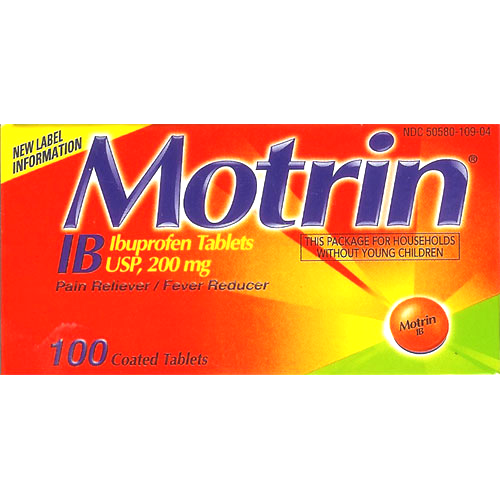 NDC 50580-109-04
NEW LABEL
INFORMATION
Motrin®
IB Ibuprofen Tablets
USP, 200 mg
THIS PACKAGE FOR HOUSEHOLDS
WITHOUT YOUNG CHILDREN
Pain Reliever / Fever Reducer
Motrin
IB
100 Coated Tablets